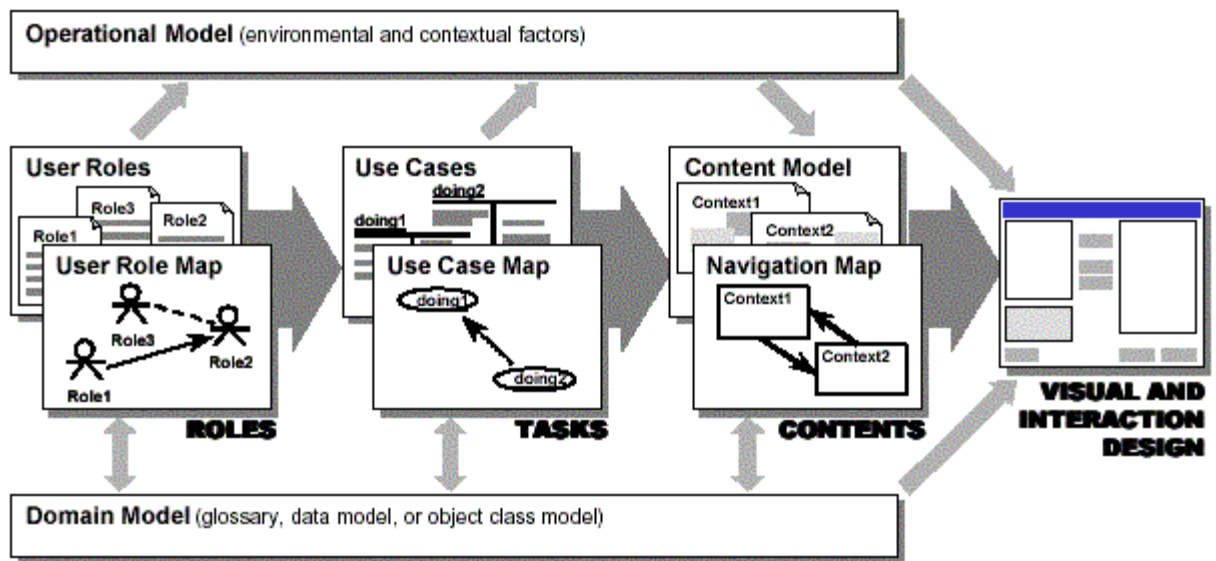 Operational Model (environmental and contextual factors)
User Roles
Role3
Role2
Role1
User Role Map
Role3
Role2
Role1
ROLES
Use Cases
doing2
doing1
Use Case Map
doing1
doing2
TASKS
Content Model
Context1
Context2
Navigation Map
Context1
Context2
CONTENTS
VISUAL AND
INTERACTION
DESIGN
Domain Model (glossary, data model, or object class model)